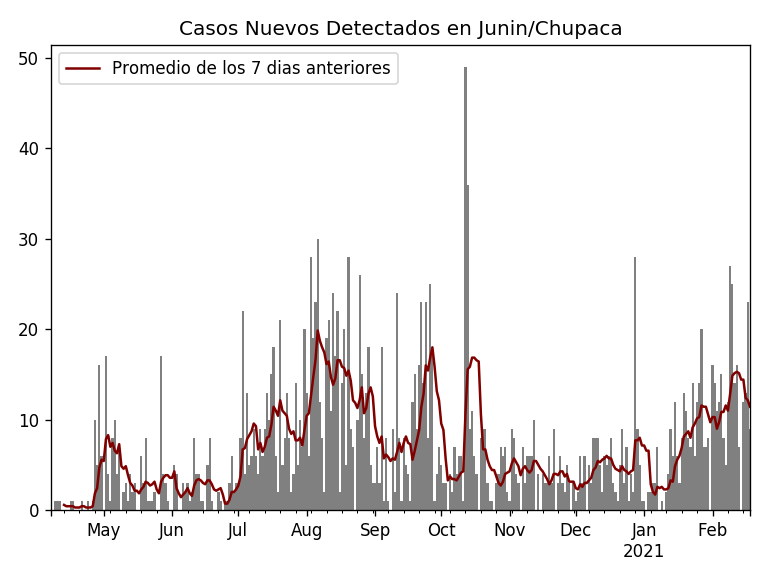 Casos Nuevos Detectados en Junin/Chupaca
Promedio de los 7 dias anteriores
50
40
30
20
10
0
May Jun Jul Aug Sep Oct Nov Dec Jan Feb
2021